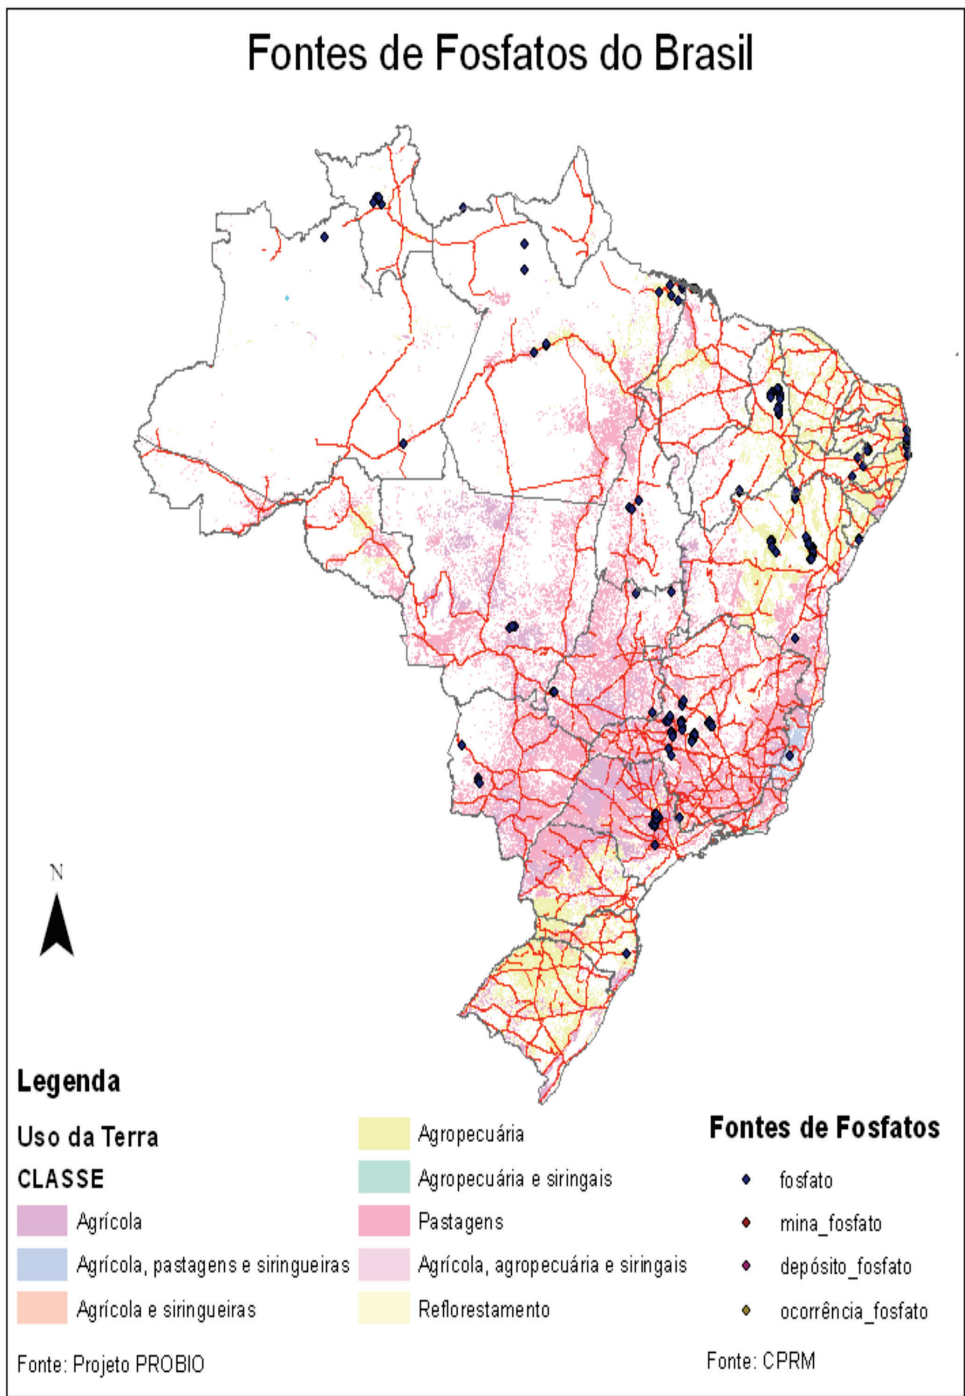 Fontes de Fosfatos do Brasil
N
Legenda
Uso da Terra
CLASSE
Agrícola
Agrícola, pastagens e siringueiras
Agrícola e siringueiras
Agropecuária
Agropecuária e siringais
Pastagens
Agrícola, agropecuária e siringais
Reflorestamento
Fontes de Fosfatos
fosfato
mina_fosfato
depósito_fosfato
ocorrência_fosfato
Fonte: Projeto PROBIO
Fonte: CPRM